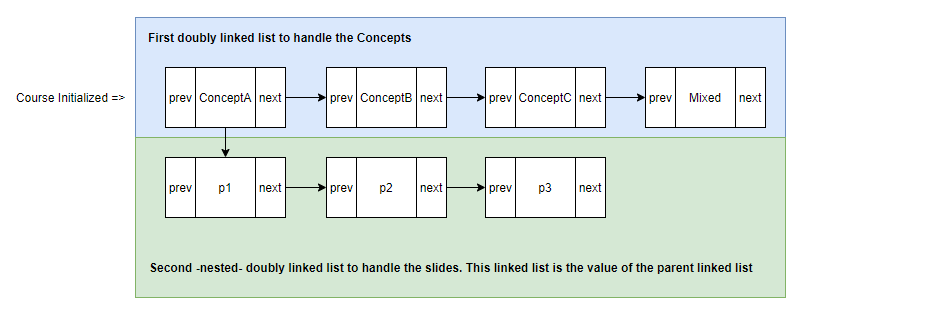 First doubly linked list to handle the Concepts
Course Initialized => prev ConceptA next prev ConceptB next prev ConceptC next prev Mixed next
prev p1 next prev p2 next prev p3 next
Second -nested- doubly linked list to handle the slides. This linked list is the value of the parent linked list